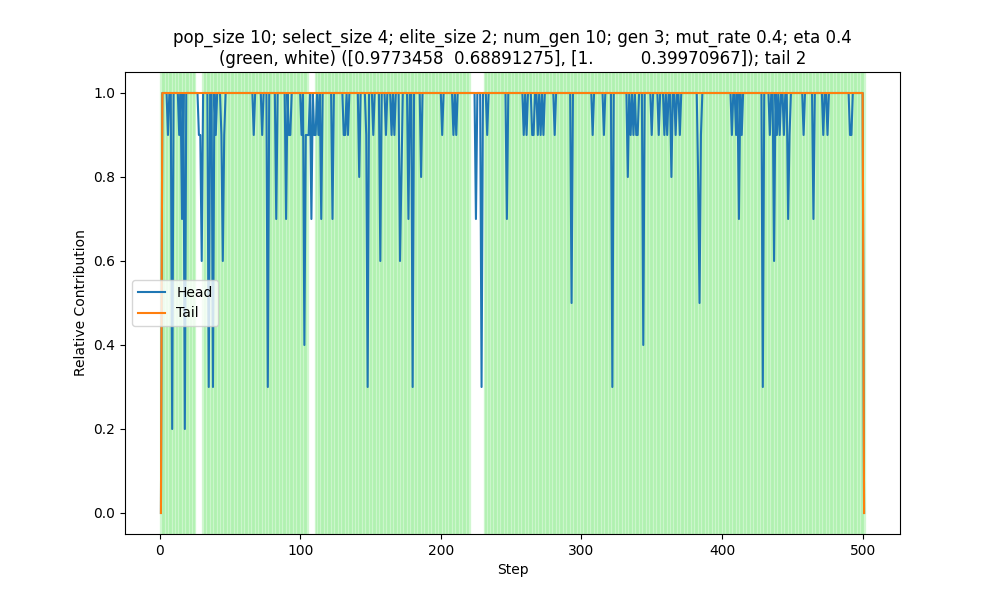 pop_size 10; select_size 4; elite_size 2; num_gen 10; gen 3; mut_rate 0.4; eta 0.4
(green, white) ([0.9773458  0.68891275], [1.         0.39970967]); tail 2
1.0
0.8
0.6
0.4
0.2
0.0
Relative Contribution
Head
Tail
0
100
200
300
400
500
Step